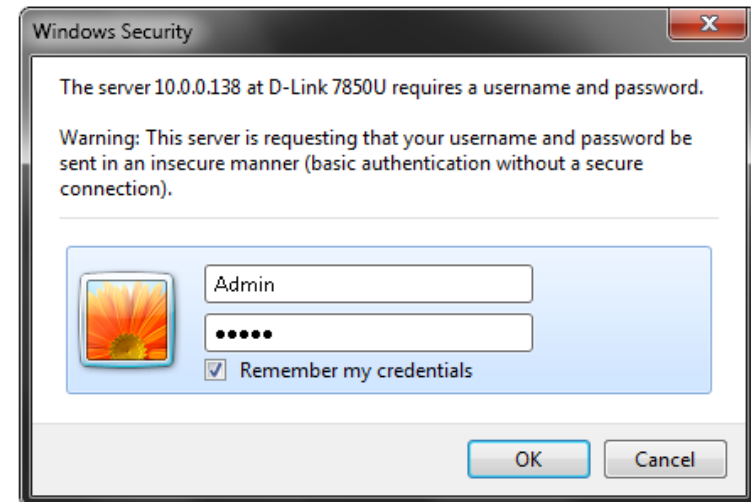 Windows Security
The server 10.0.0.138 at D-Link 7850U requires a username and password.
Warning: This server is requesting that your username and password be
sent in an insecure manner (basic authentication without a secure
connection).
Admin
●●●●●
Remember my credentials
OK
Cancel